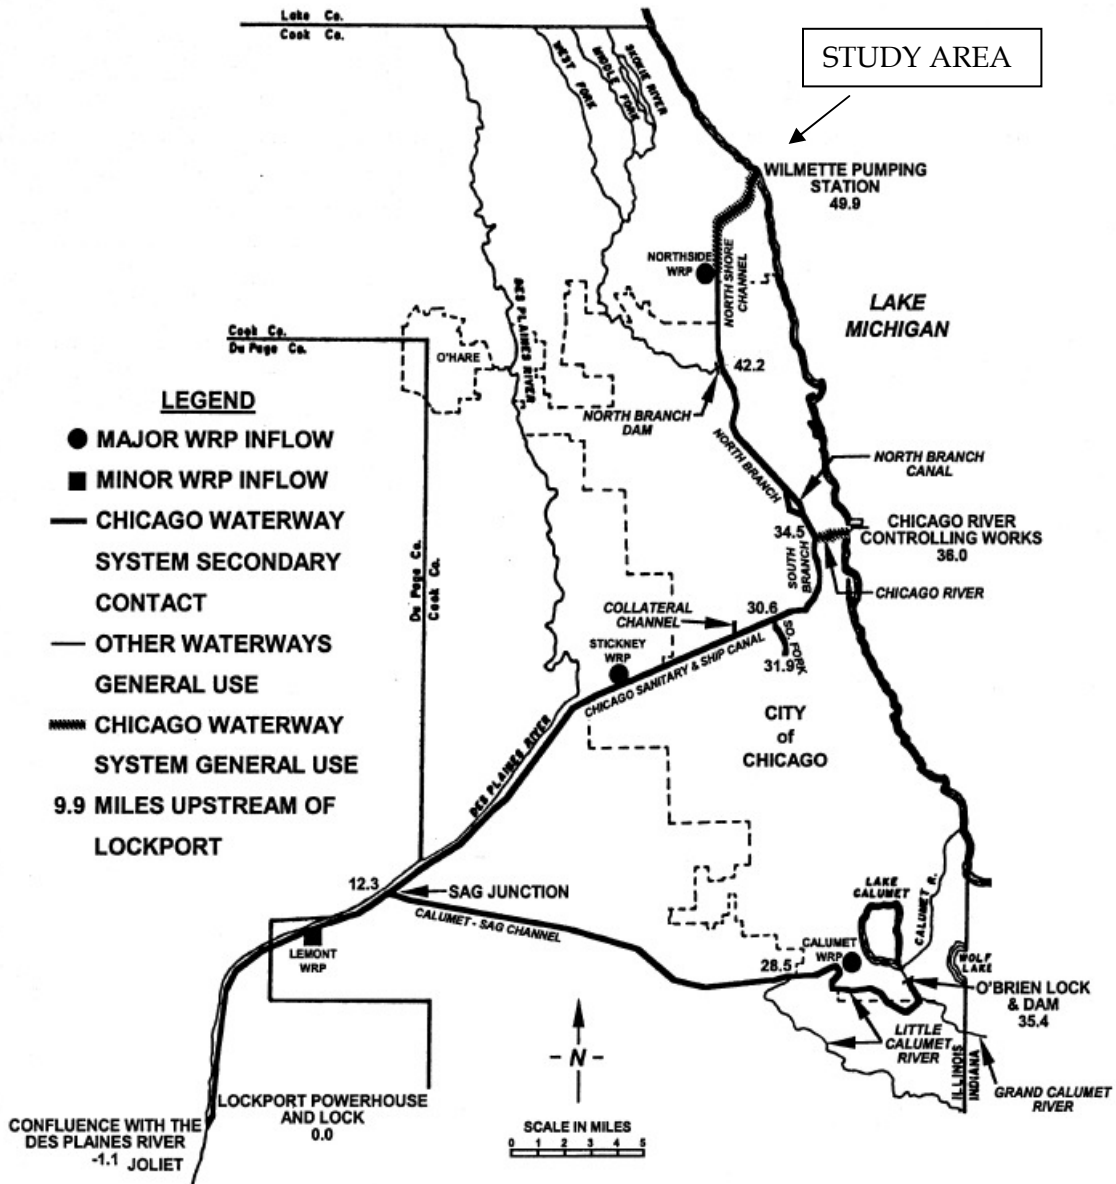 Lake Co.
Cook Co.
STUDY AREA
WEST FORK
MIDDLE FORK
SKOKIE RIVER
WILMETTE PUMPING
STATION
49.9
NORTHSIDE
WRP
NORTH SHORE
CHANNEL
LAKE
MICHIGAN
DES PLAINES RIVER
DES PLAINES RIVER
Cook Co.
Du Page Co.
O'HARE
42.2
NORTH BRANCH
DAM
NORTH BRANCH
NORTH BRANCH
CANAL
LEGEND
MAJOR WRP INFLOW
MINOR WRP INFLOW
CHICAGO WATERWAY
SYSTEM SECONDARY
CONTACT
OTHER WATERWAYS
GENERAL USE
CHICAGO WATERWAY
SYSTEM GENERAL USE
9.9 MILES UPSTREAM OF
LOCKPORT
34.5
CHICAGO RIVER
CONTROLLING WORKS
36.0
SOUTH
BRANCH
CHICAGO RIVER
Du Page Co.
Cook Co.
COLLATERAL
CHANNEL
30.6
SO. FORK
31.9
STICKNEY
WRP
CHICAGO SANITARY & SHIP CANAL
CITY
of
CHICAGO
DES PLAINES RIVER
12.3
SAG JUNCTION
CALUMET - SAG CHANNEL
LEMONT
WRP
LAKE
CALUMET
CALUMET R.
CALUMET
WRP
28.5
WOLF
LAKE
O'BRIEN LOCK
& DAM
35.4
LITTLE
CALUMET
RIVER
ILLINOIS
INDIANA
GRAND CALUMET
RIVER
- N -
LOCKPORT POWERHOUSE
AND LOCK
0.0
CONFLUENCE WITH THE
DES PLAINES RIVER
-1.1 JOLIET
SCALE IN MILES
0 1 2 3 4 5